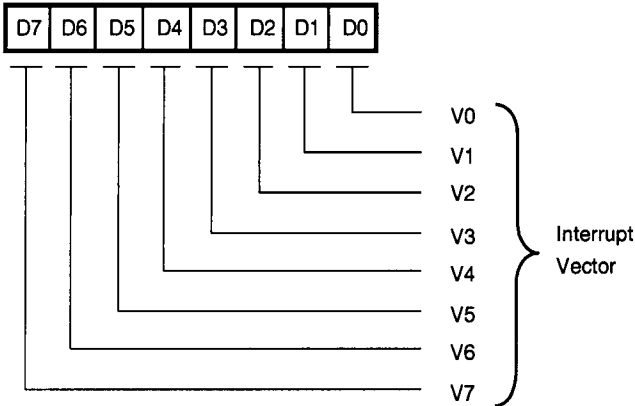 D7 D6 D5 D4 D3 D2 D1 D0
V0
V1
V2
V3
V4
V5
V6
V7
Interrupt
Vector